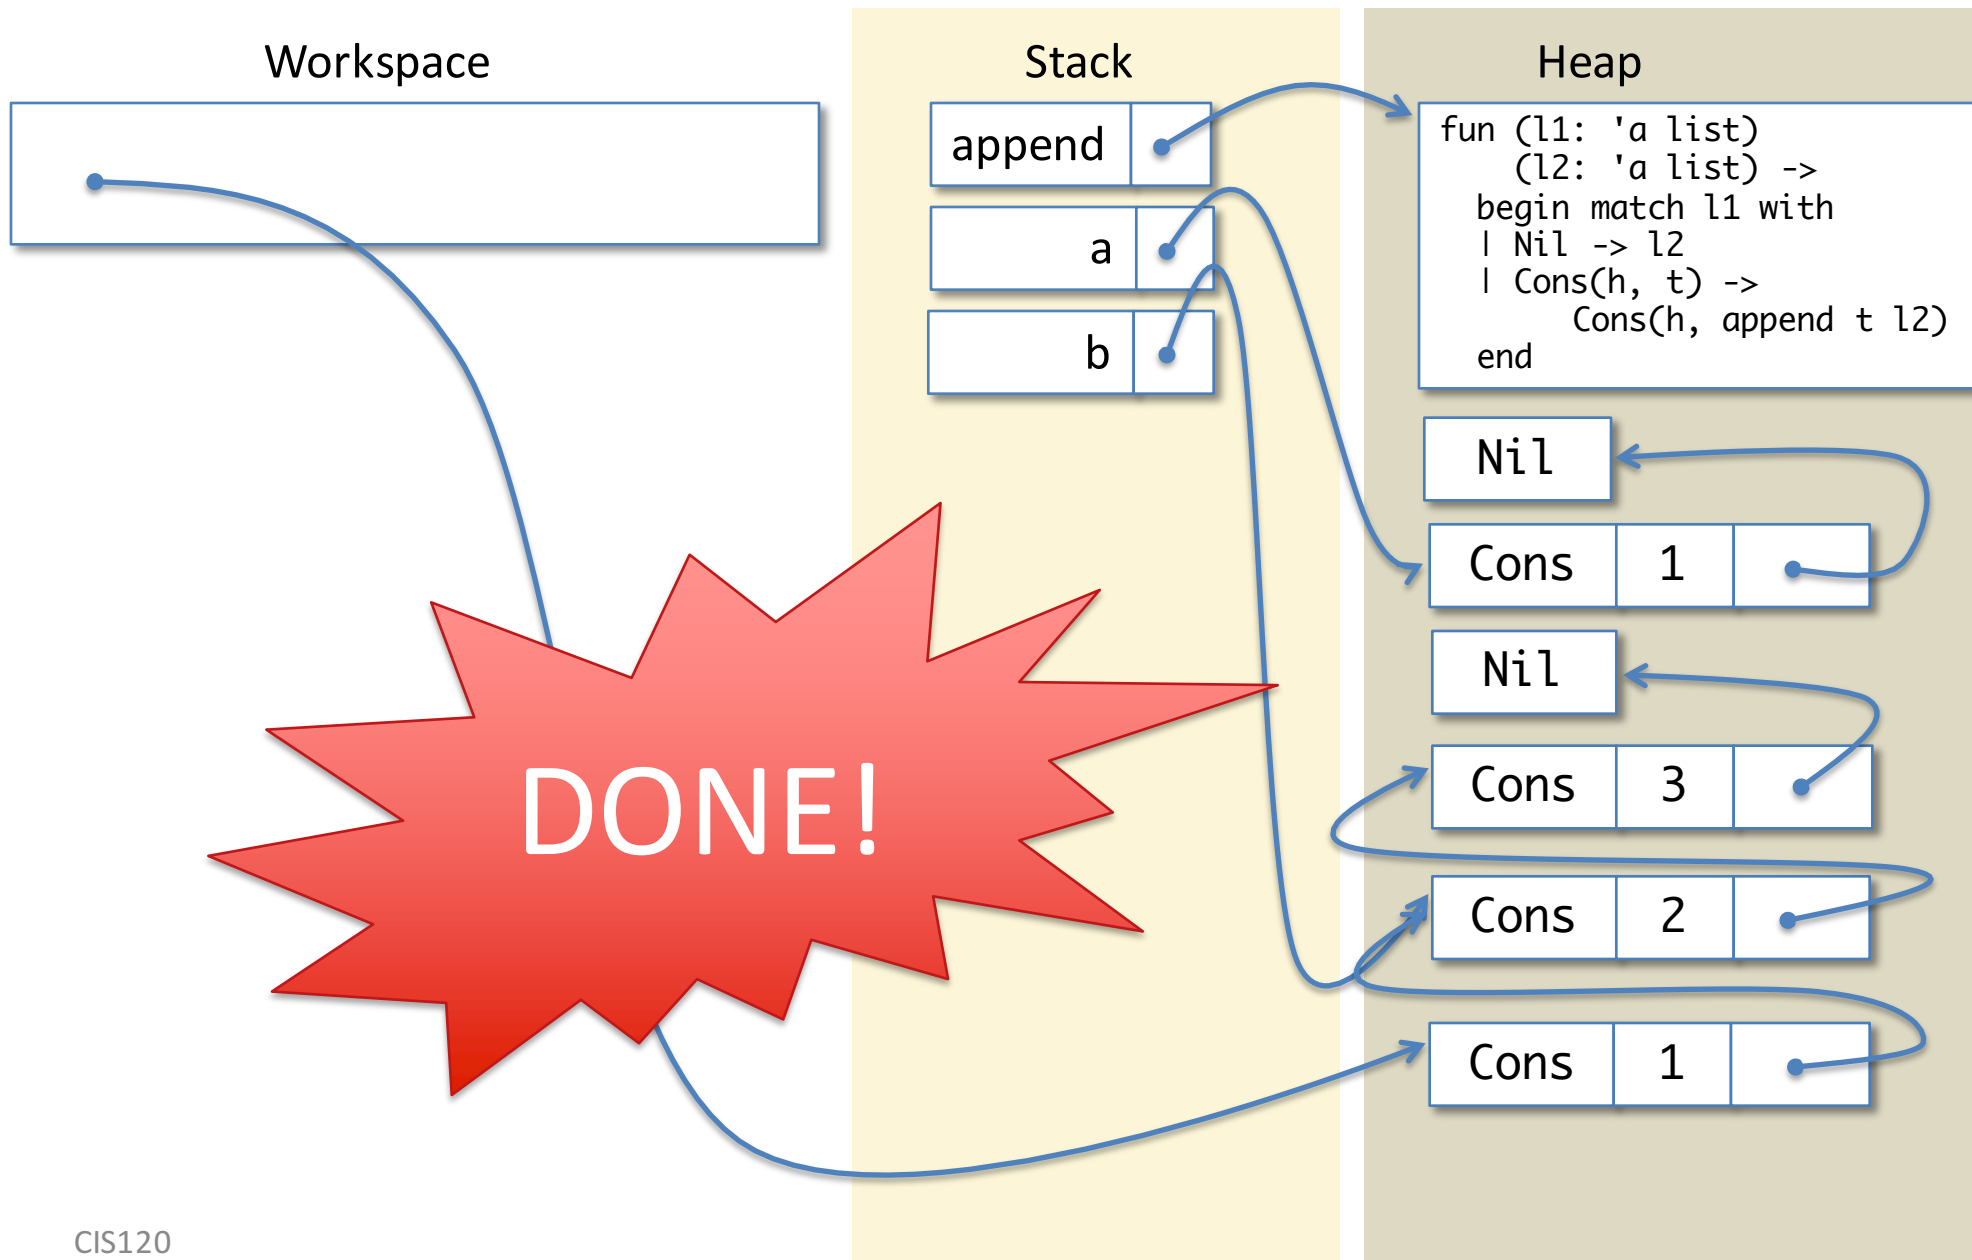 Workspace
Stack
Heap
append
a
b
fun (l1: 'a list)
(l2: 'a list) ->
begin match l1 with
| Nil -> l2
| Cons(h, t) ->
Cons(h, append t l2)
end
Nil
Cons 1
Nil
Cons 3
Cons 2
Cons 1
DONE!
CIS120